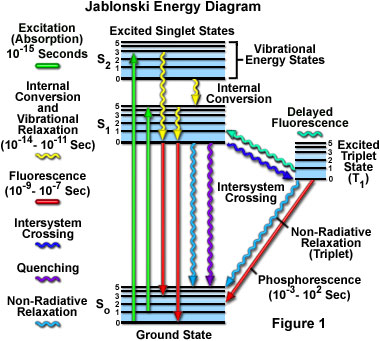 Jablonski Energy Diagram
Excitation
(Absorption)
10-15 Seconds
Internal
Conversion
and
Vibrational
Relaxation
(10-14 - 10-11 Sec)
Fluorescence
(10-9 - 10-7 Sec)
Intersystem
Crossing
Quenching
Non-Radiative
Relaxation
Excited Singlet States
S2
5
4
3
2
1
0
Vibrational
Energy States
Internal
Conversion
S1
5
4
3
2
1
0
Delayed
Fluorescence
5
4
3
2
1
0
Excited
Triplet
State
(T1)
Intersystem
Crossing
Non-Radiative
Relaxation
(Triplet)
Phosphorescence
(10-3 - 102 Sec)
So
5
4
3
2
1
0
Ground State
Figure 1